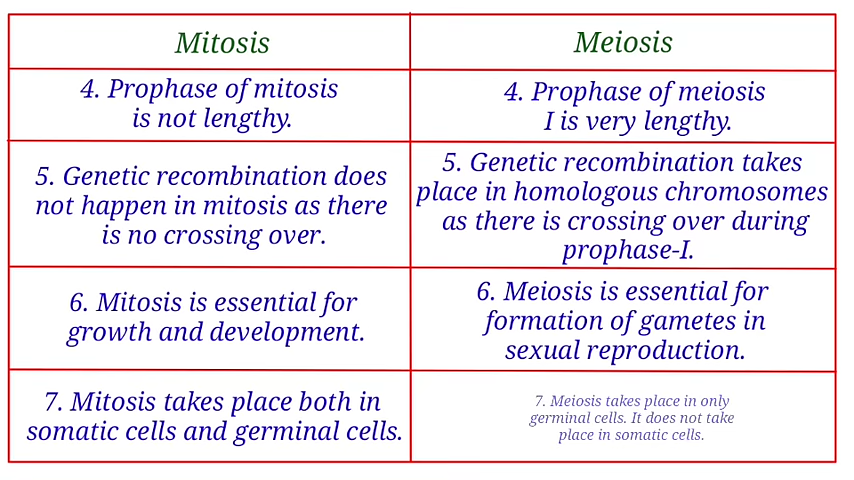 Mitosis
Meiosis
4. Prophase of mitosis
is not lengthy.
4. Prophase of meiosis
I is very lengthy.
5. Genetic recombination does
not happen in mitosis as there
is no crossing over.
5. Genetic recombination takes
place in homologous chromosomes
as there is crossing over during
prophase-I.
6. Mitosis is essential for
growth and development.
6. Meiosis is essential for
formation of gametes in
sexual reproduction.
7. Mitosis takes place both in
somatic cells and germinal cells.
7. Meiosis takes place in only
germinal cells. It does not take
place in somatic cells.